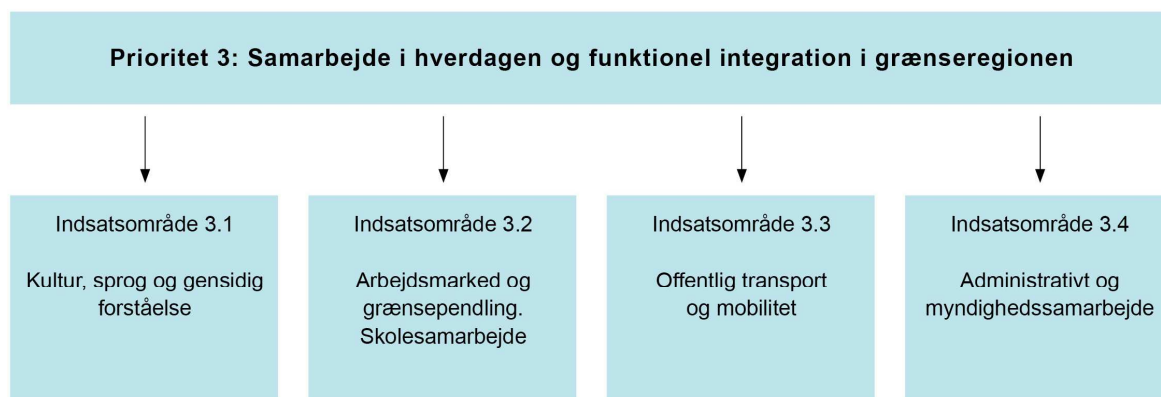 Prioritet 3: Samarbejde i hverdagen og funktionel integration i grænseregionen
Indsatsområde 3.1
Kultur, sprog og gensidig
forståelse
Indsatsområde 3.2
Arbejdsmarked og
grænsependling.
Skolesamarbejde
Indsatsområde 3.3
Offentlig transport
og mobilitet
Indsatsområde 3.4
Administrativt og
myndighedssamarbejde